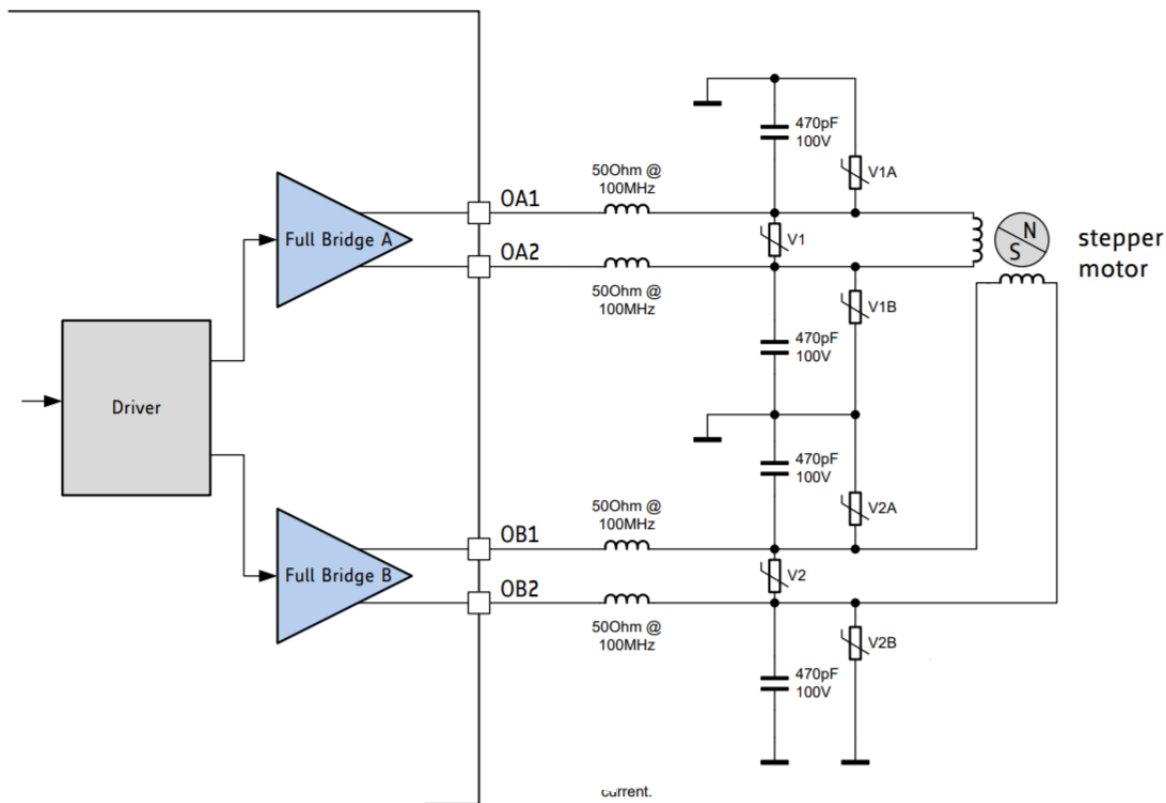 470pF
100V
V1A
50Ohm @
100MHz
OA1
Full Bridge A
V1
N
S
stepper
motor
OA2
50Ohm @
100MHz
V1B
470pF
100V
Driver
470pF
100V
V2A
50Ohm @
100MHz
OB1
Full Bridge B
V2
OB2
50Ohm @
100MHz
V2B
470pF
100V
current.